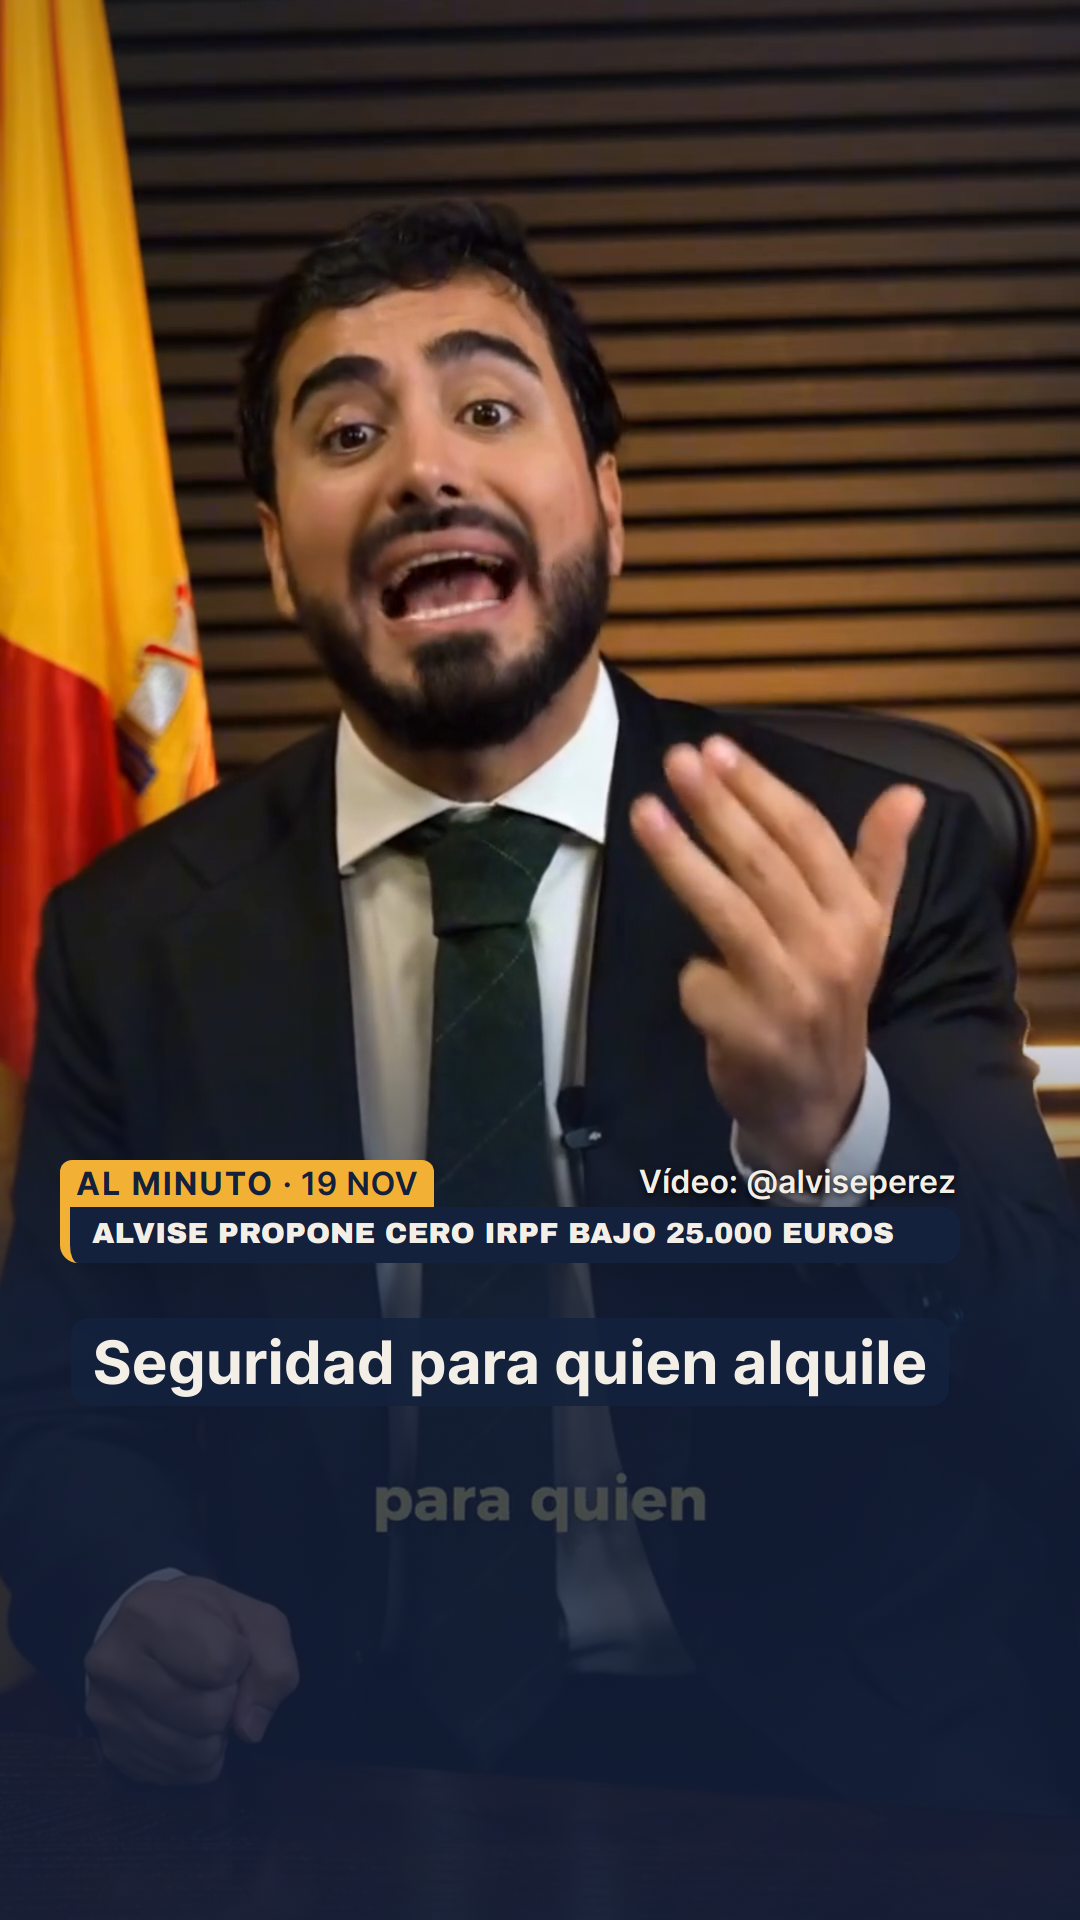 AL MINUTO · 19 NOV
Vídeo: @alviseperez
ALVISE PROPONE CERO IRPF BAJO 25.000 EUROS
Seguridad para quien alquile
para quien